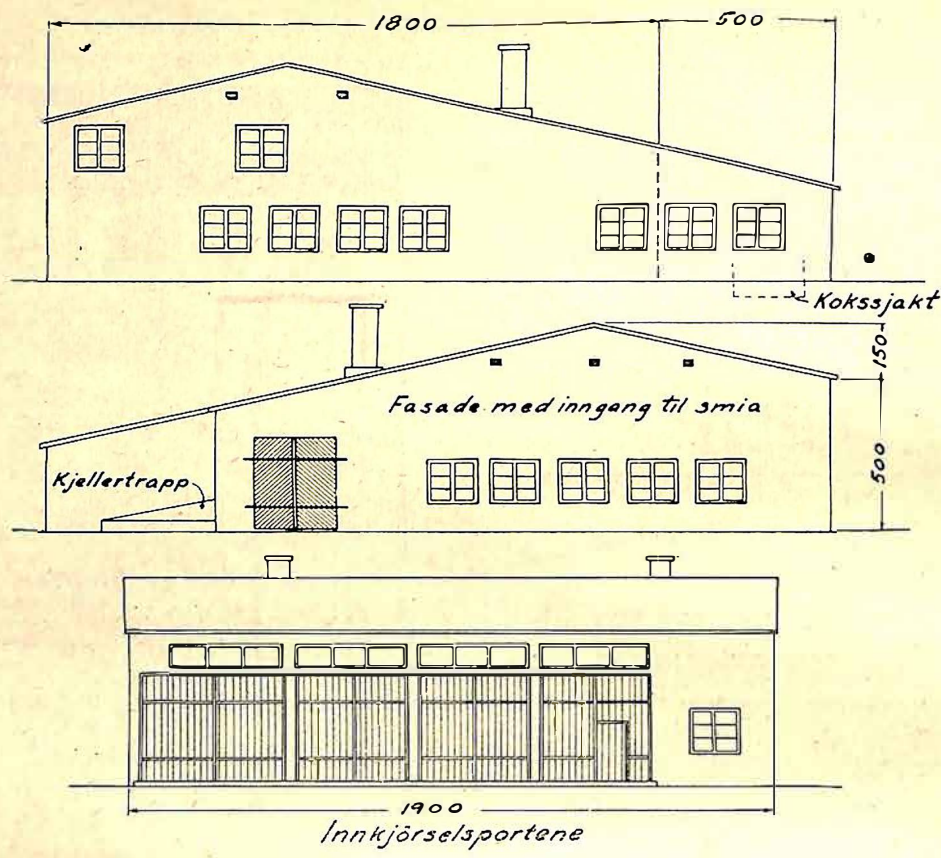 1800
500
Kokssjakt
150
Fasade med inngang til smia
500
Kjellertrapp
1900
Innkjörselsportene